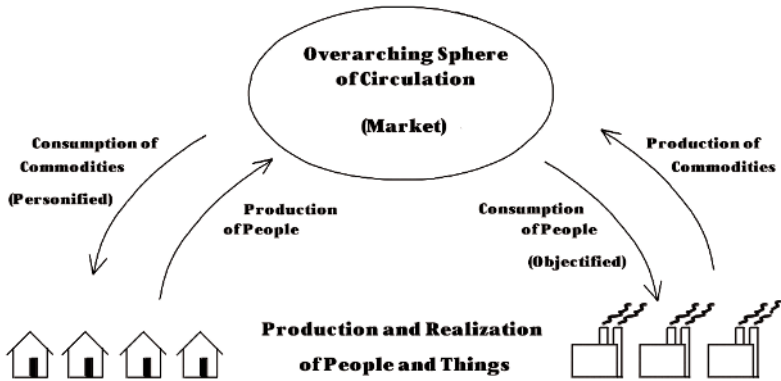 Overarching Sphere
of Circulation
(Market)
Consumption of
Commodities
(Personified)
Production
of People
Consumption
of People
(Objectified)
Production of
Commodities
Production and Realization
of People and Things